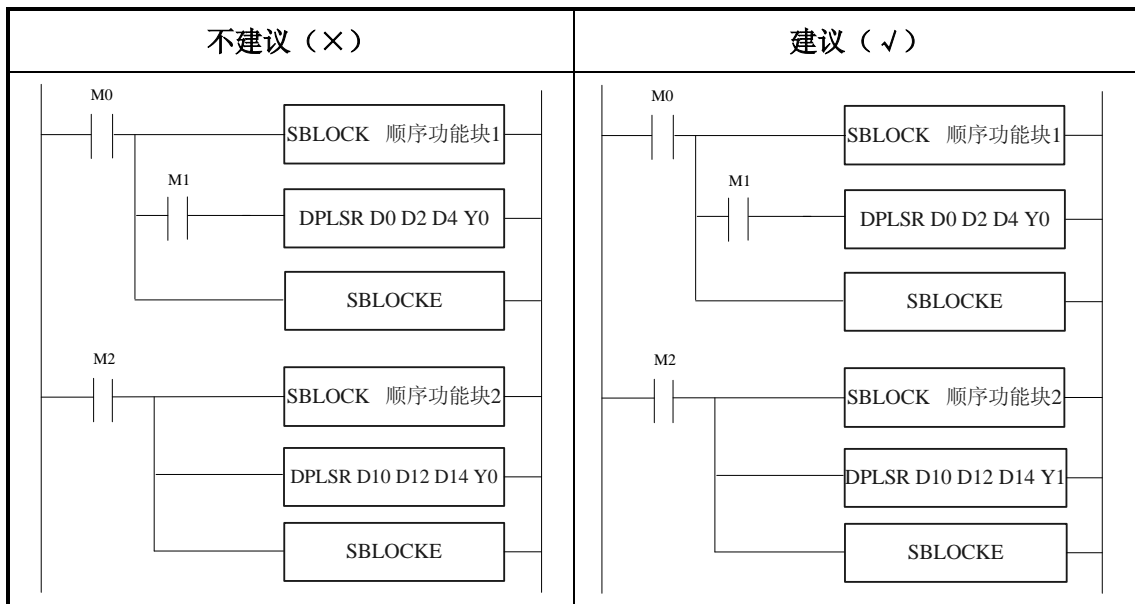 不建议（×）
M0
SBLOCK 顺序功能块1
M1
DPLSR D0 D2 D4 Y0
SBLOCKE
M2
SBLOCK 顺序功能块2
DPLSR D10 D12 D14 Y0
SBLOCKE
建议（√）
M0
SBLOCK 顺序功能块1
M1
DPLSR D0 D2 D4 Y0
SBLOCKE
M2
SBLOCK 顺序功能块2
DPLSR D10 D12 D14 Y1
SBLOCKE